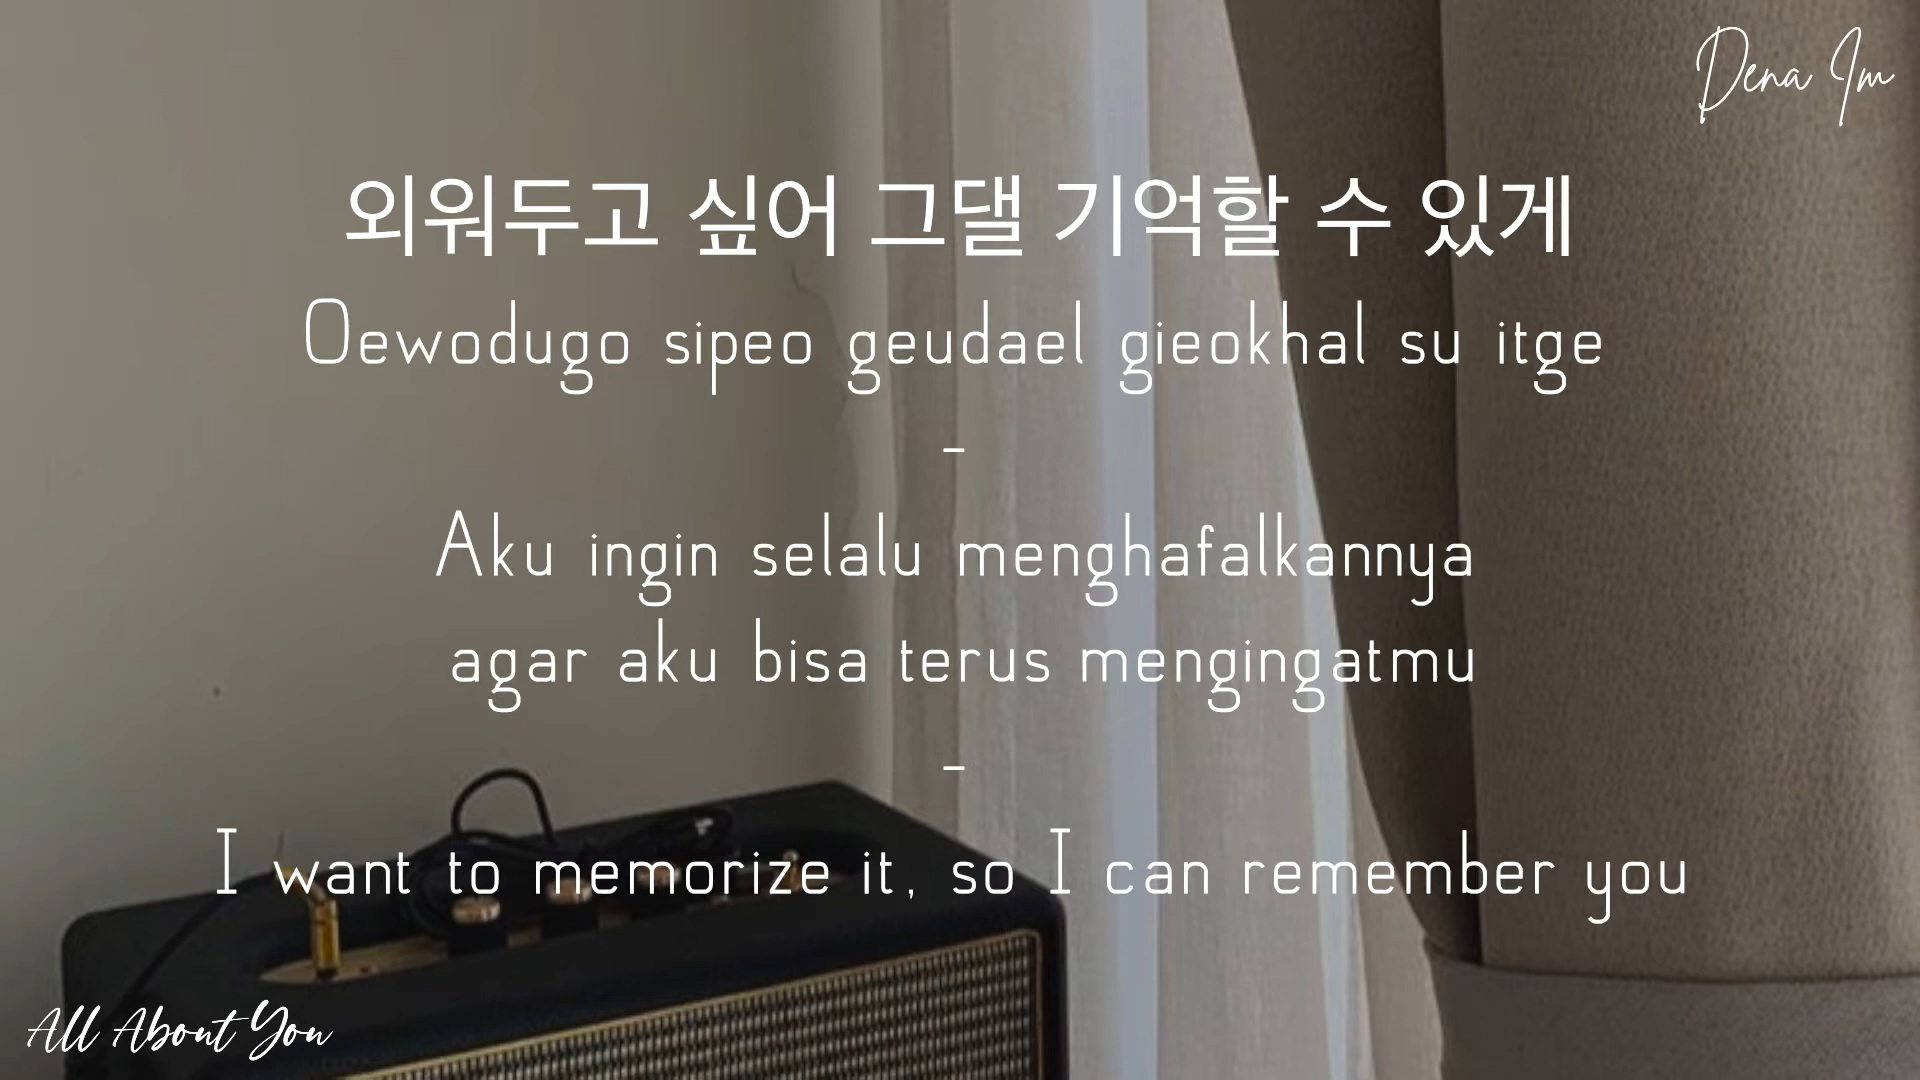 Dena Im
외워두고 싶어 그댈 기억할 수 있게
Oewodugo sipeo geudael gieokhal su itge
-
Aku ingin selalu menghafalkannya
agar aku bisa terus mengingatmu
-
I want to memorize it, so I can remember you
All About You